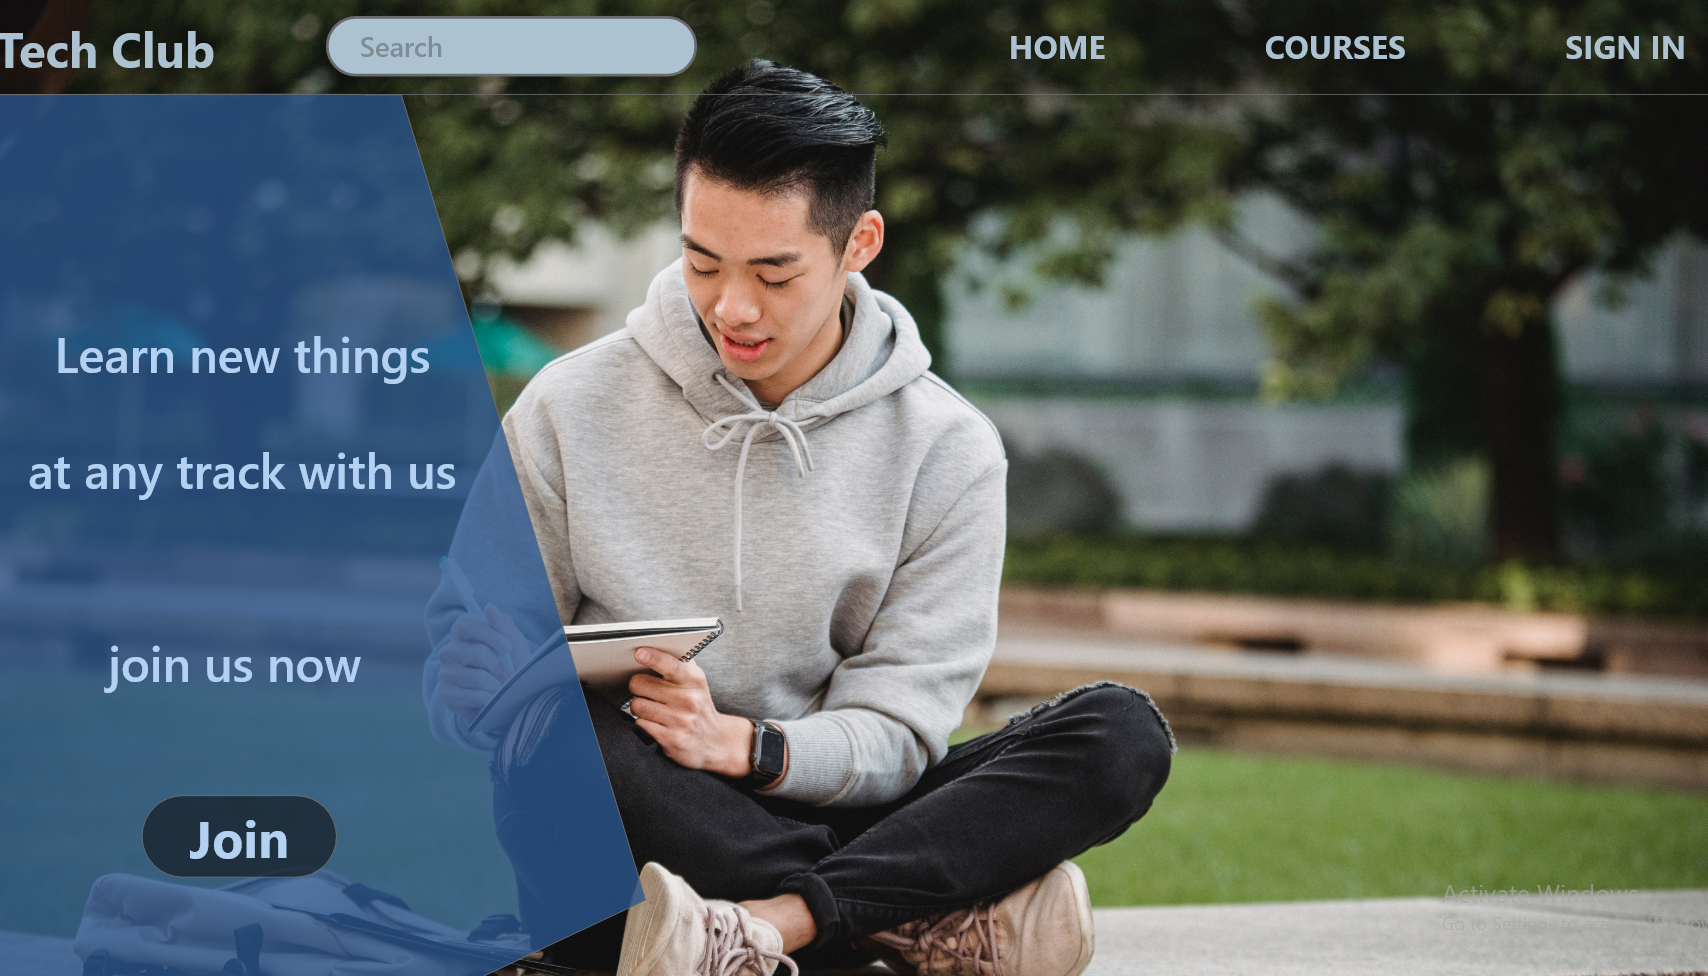 Tech Club
Search
HOME
COURSES
SIGN IN
Learn new things
at any track with us
join us now
Join
Activate Windows
Go to Settings to